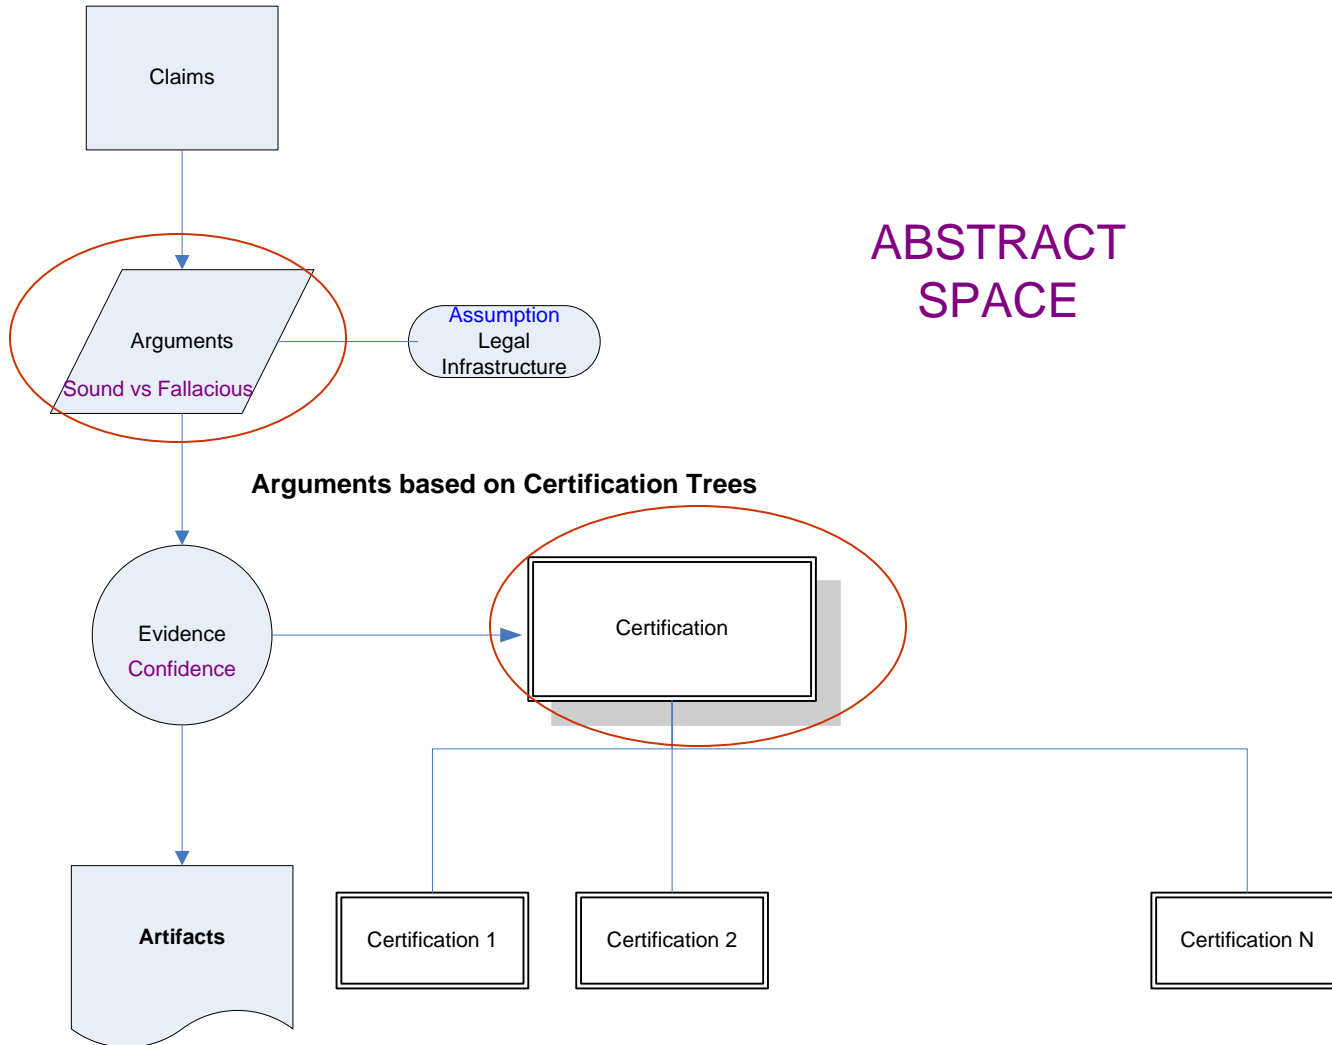 Claims
ABSTRACT
SPACE
Assumption
Legal
Infrastructure
Arguments
Sound vs Fallacious
Arguments based on Certification Trees
Evidence
Confidence
Certification
Artifacts
Certification 1
Certification 2
Certification N